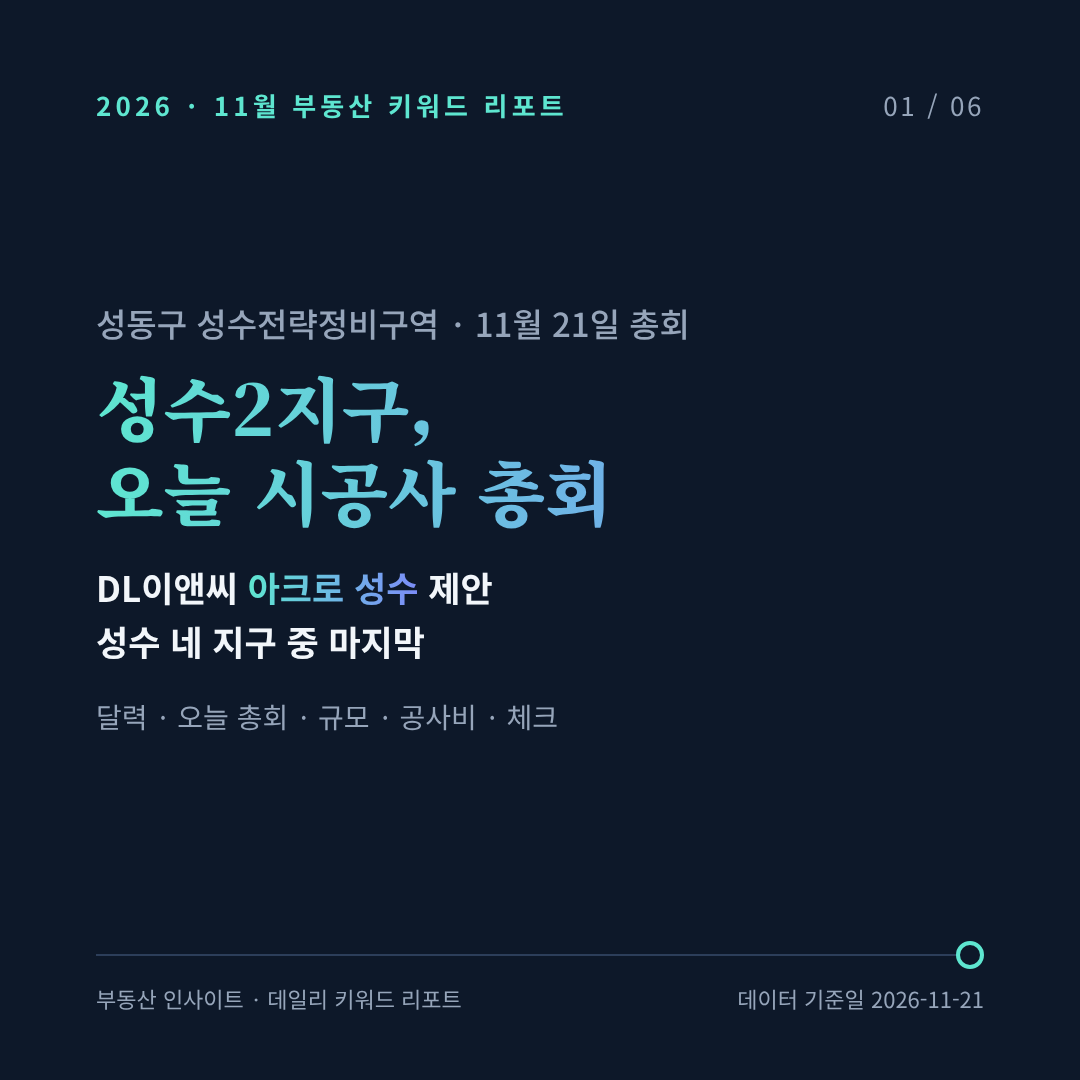 2026 · 11월 부동산 키워드 리포트
01 / 06
성동구 성수전략정비구역 · 11월 21일 총회
성수2지구,
오늘 시공사 총회
DL이앤씨 아크로 성수 제안
성수 네 지구 중 마지막
달력 · 오늘 총회 · 규모 · 공사비 · 체크
부동산 인사이트 · 데일리 키워드 리포트
데이터 기준일 2026-11-21